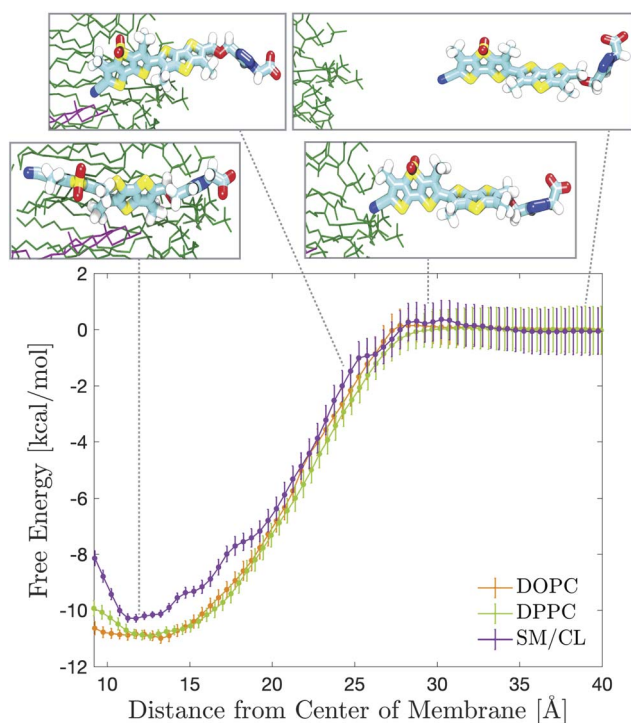 0
-2
-4
-6
-8
-10
-12
Free Energy [kcal/mol]
DOPC
DPPC
SM/CL
10
15
20
25
30
35
40
Distance from Center of Membrane [Å]